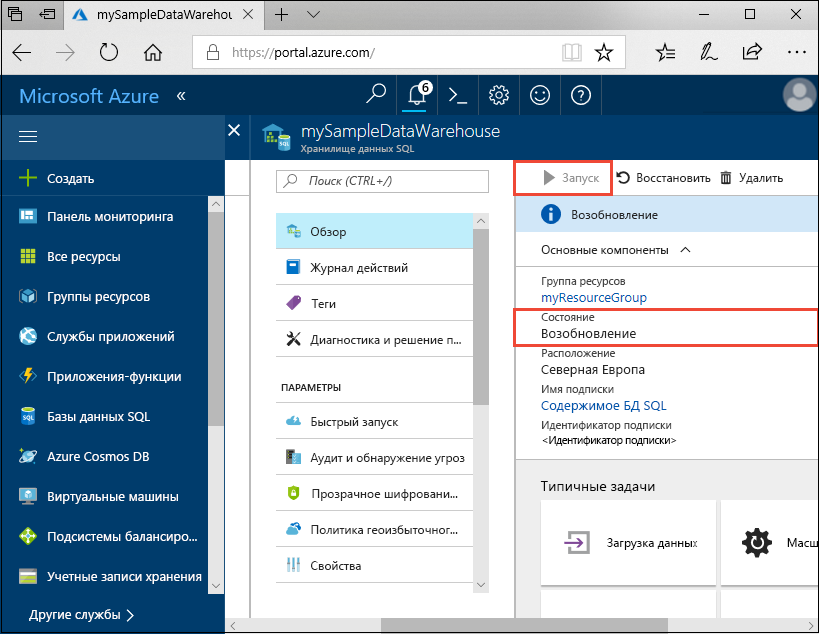 mySampleDataWarehou
https://portal.azure.com/
Microsoft Azure «
6
mySampleDataWarehouse
Хранилище данных SQL
Создать
Панель мониторинга
Все ресурсы
Группы ресурсов
Службы приложений
Приложения-функции
Базы данных SQL
Azure Cosmos DB
Виртуальные машины
Подсистемы балансиро...
Учетные записи хранения
Другие службы
Поиск (CTRL+/)
Обзор
Журнал действий
Теги
Диагностика и решение п...
ПАРАМЕТРЫ
Быстрый запуск
Аудит и обнаружение угроз
Прозрачное шифровани...
Политика геоизбыточног...
Свойства
Запуск Восстановить Удалить
Возобновление
Основные компоненты
Группа ресурсов
myResourceGroup
Состояние
Возобновление
Расположение
Северная Европа
Имя подписки
Содержимое БД SQL
Идентификатор подписки
<Идентификатор подписки>
Типичные задачи
Загрузка данных
Масш